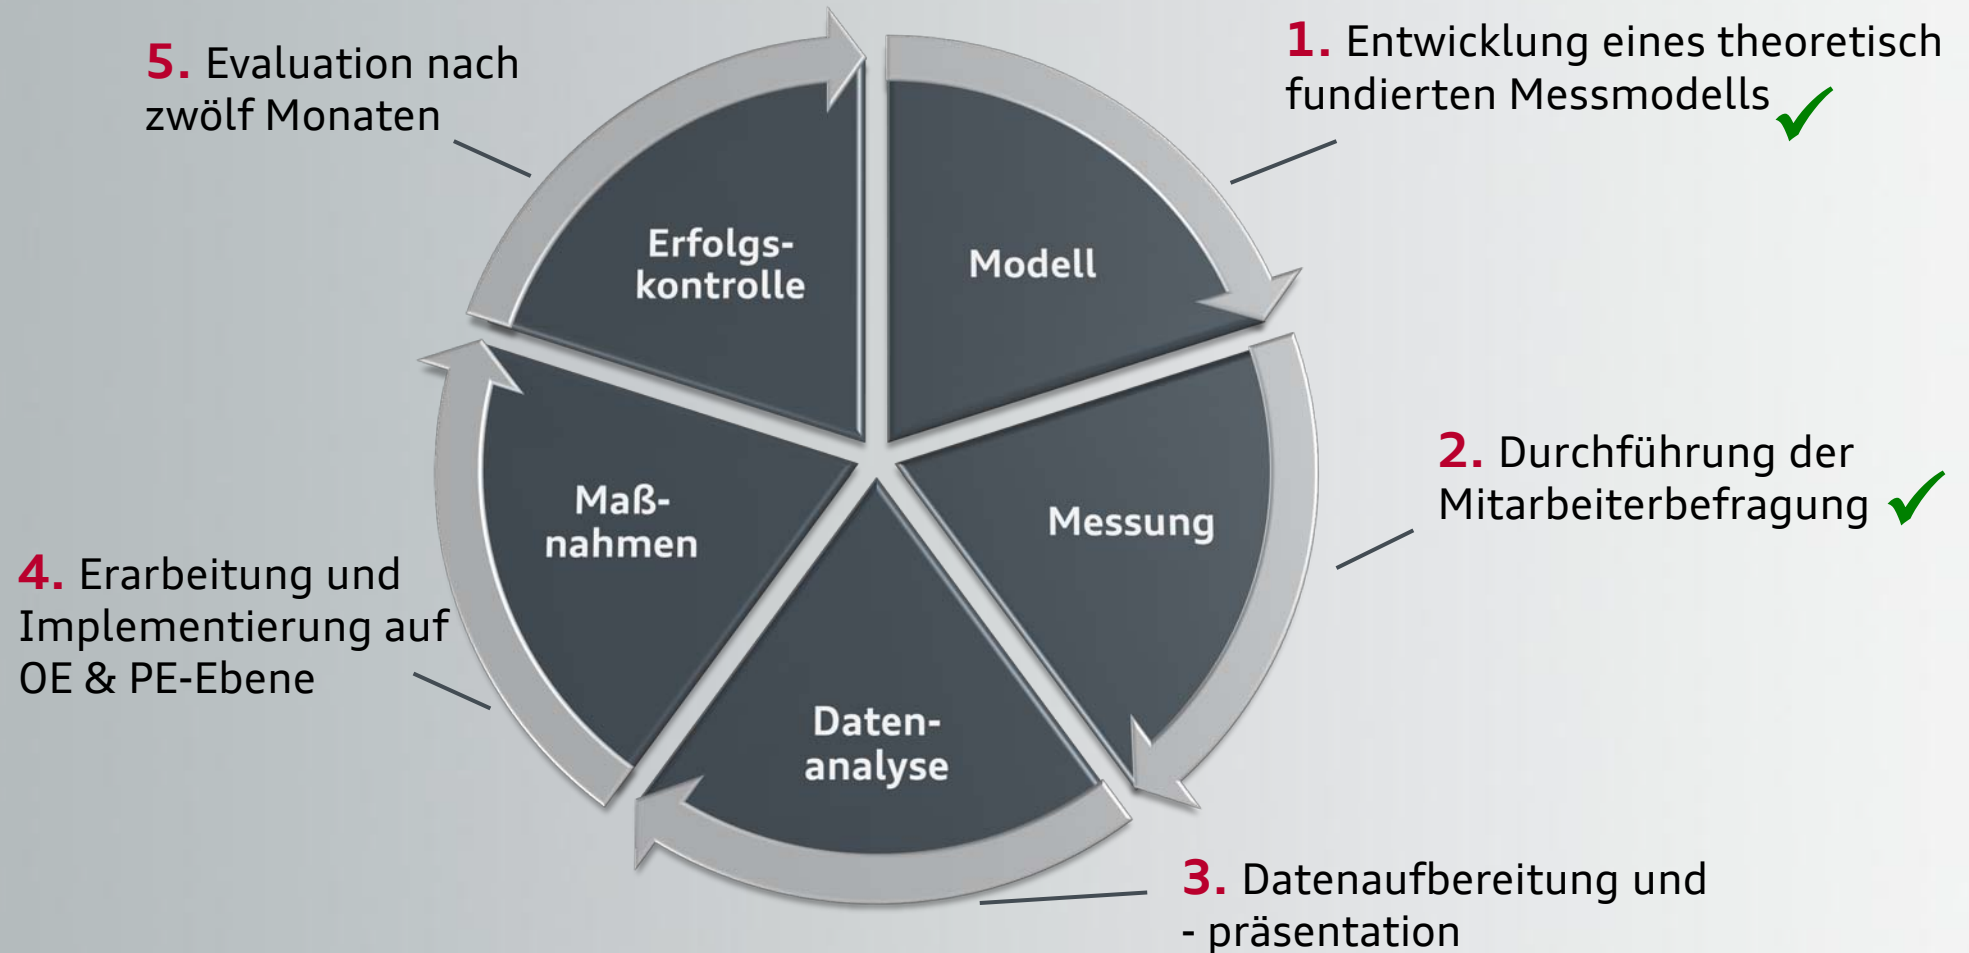 1. Entwicklung eines theoretisch
fundierten Messmodells ✓
2. Durchführung der
Mitarbeiterbefragung ✓
3. Datenaufbereitung und
- präsentation
4. Erarbeitung und
Implementierung auf
OE & PE-Ebene
5. Evaluation nach
zwölf Monaten
Modell
Messung
Daten-
analyse
Maß-
nahmen
Erfolgs-
kontrolle